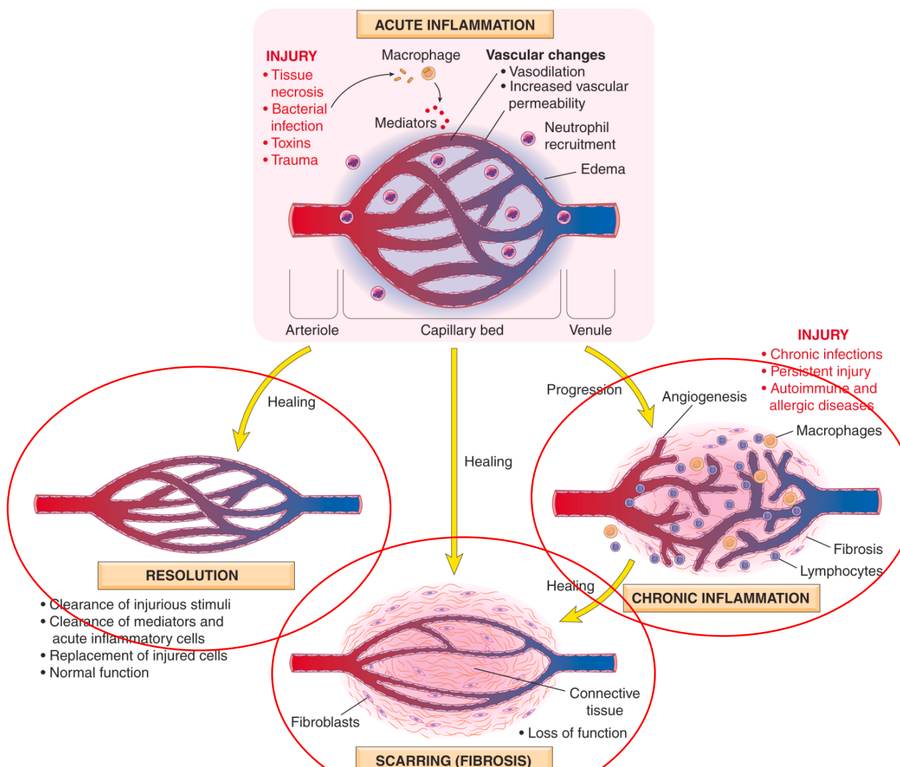 ACUTE INFLAMMATION
INJURY
• Tissue
necrosis
• Bacterial
infection
• Toxins
• Trauma
Macrophage
Mediators
Vascular changes
• Vasodilation
• Increased vascular
permeability
Neutrophil
recruitment
Edema
Arteriole
Capillary bed
Venule
Healing
Healing
Progression
INJURY
• Chronic infections
• Persistent injury
• Autoimmune and
allergic diseases
Angiogenesis
Macrophages
Fibrosis
Lymphocytes
CHRONIC INFLAMMATION
Healing
RESOLUTION
• Clearance of injurious stimuli
• Clearance of mediators and
acute inflammatory cells
• Replacement of injured cells
• Normal function
Fibroblasts
Connective
tissue
• Loss of function
SCARRING (FIBROSIS)